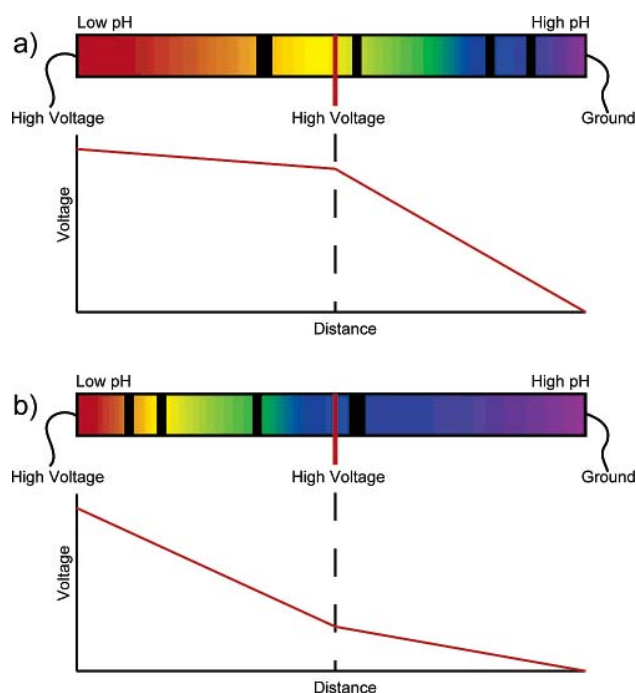 a)
Low pH High pH
High Voltage High Voltage Ground
Voltage
Distance
b)
Low pH High pH
High Voltage High Voltage Ground
Voltage
Distance